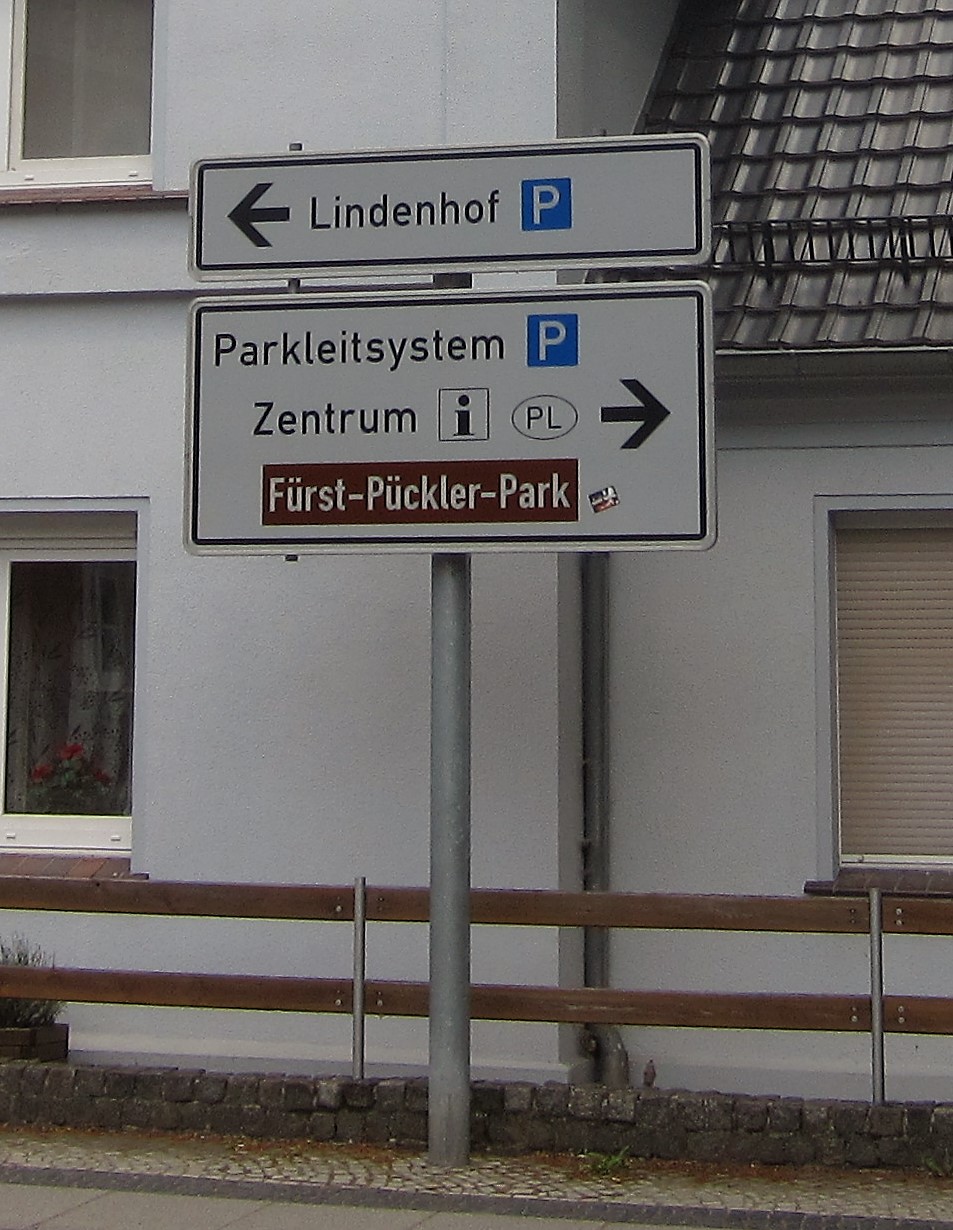 Lindenhof P
Parkleitsystem P
Zentrum i PL
Fürst-Pückler-Park